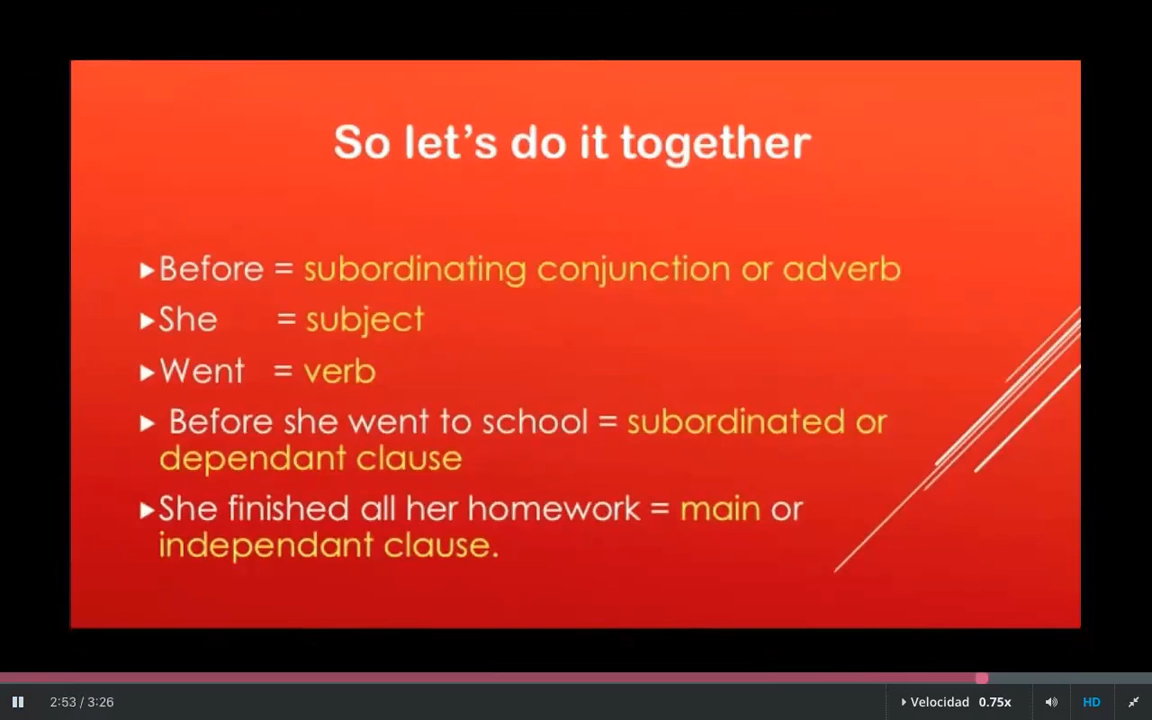 So let's do it together
Before = subordinating conjunction or adverb
She = subject
Went = verb
Before she went to school = subordinated or
dependant clause
She finished all her homework = main or
independant clause.
2:53 / 3:26
Velocidad 0.75x
HD